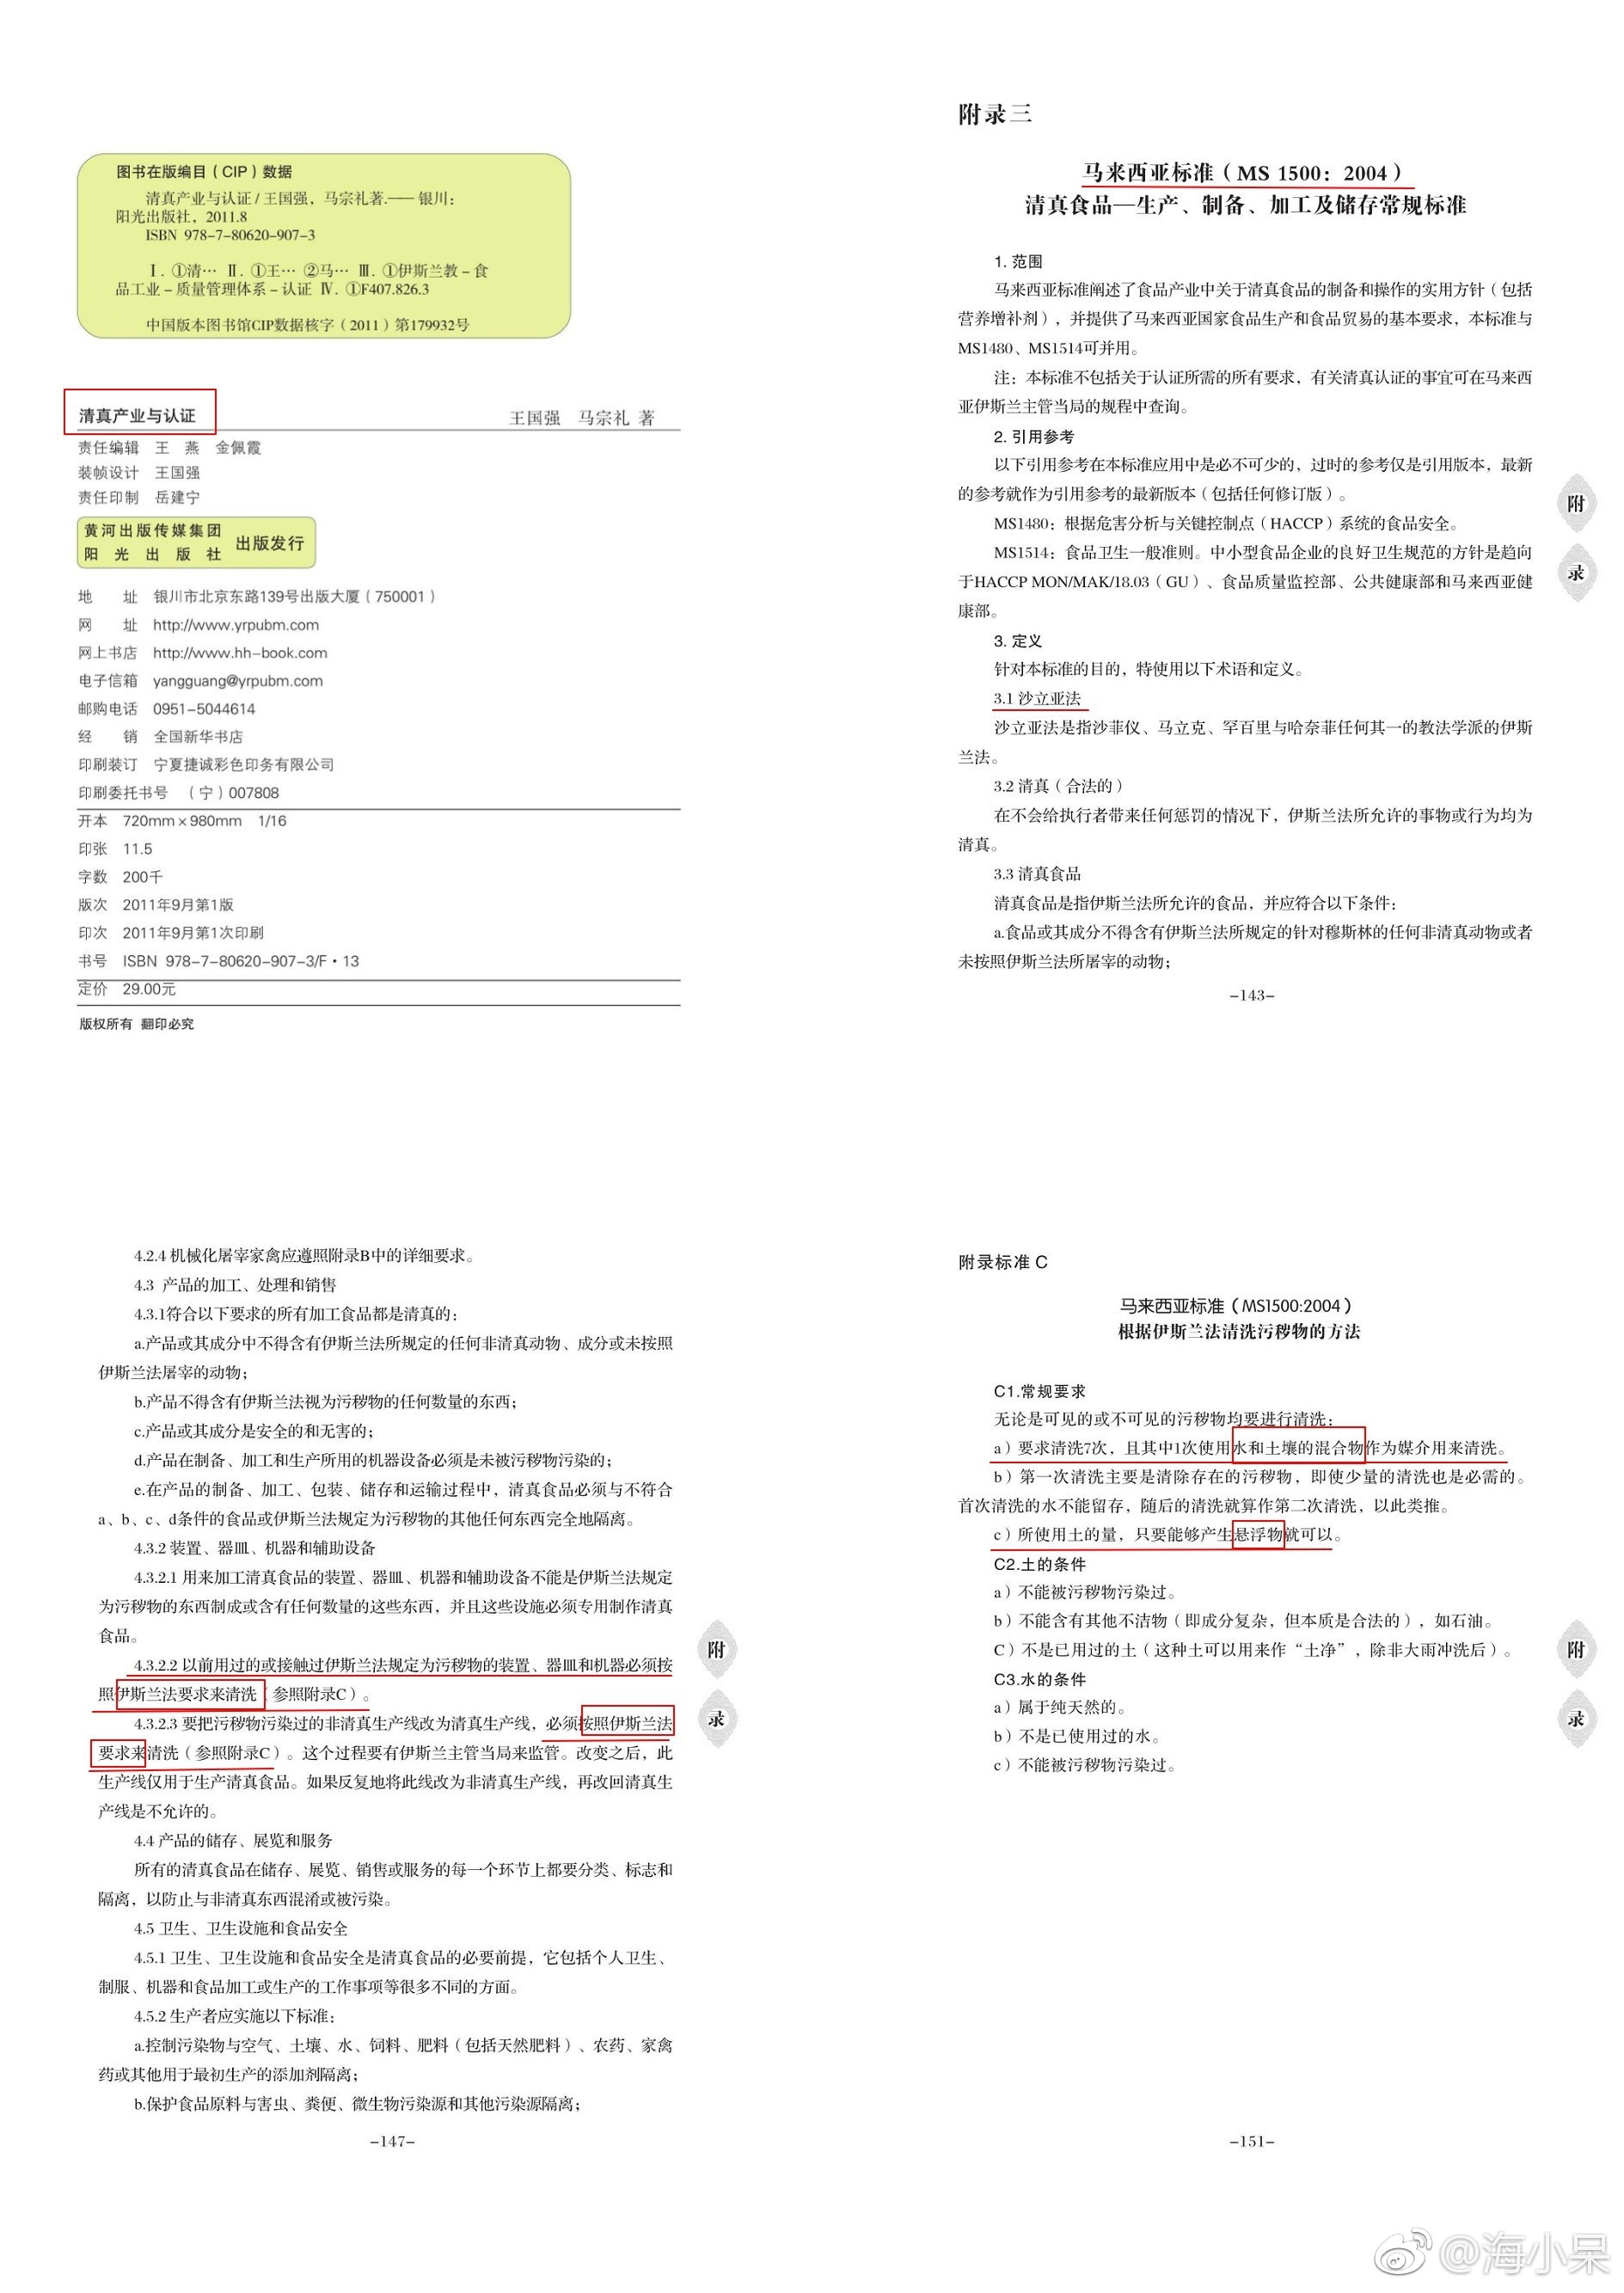 图书在版编目（CIP）数据
清真产业与认证 / 王国强，马宗礼著.—— 银川：
阳光出版社，2011.8
ISBN 978-7-80620-907-3
Ⅰ. ①清… Ⅱ. ①王… ②马… Ⅲ. ①伊斯兰教－食
品工业－质量管理体系－认证 Ⅳ. ①F407.826.3
中国版本图书馆CIP数据核字（2011）第179932号
清真产业与认证 王国强 马宗礼 著
责任编辑 王 燕 金佩霞
装帧设计 王国强
责任印制 岳建宁
黄河出版传媒集团
阳光出版社 出版发行
地 址 银川市北京东路139号出版大厦（750001）
网 址 http://www.yrpubm.com
网上书店 http://www.hh-book.com
电子信箱 yangguang@yrpubm.com
邮购电话 0951-5044614
经 销 全国新华书店
印刷装订 宁夏捷诚彩色印务有限公司
印刷委托书号 （宁）007808
开本 720mm×980mm 1/16
印张 11.5
字数 200千
版次 2011年9月第1版
印次 2011年9月第1次印刷
书号 ISBN 978-7-80620-907-3/F·13
定价 29.00元
版权所有 翻印必究
附录三
马来西亚标准（MS 1500：2004）
清真食品—生产、制备、加工及储存常规标准
1. 范围
马来西亚标准阐述了食品产业中关于清真食品的制备和操作的实用方针（包括
营养增补剂），并提供了马来西亚国家食品生产和食品贸易的基本要求，本标准与
MS1480、MS1514可并用。
注：本标准不包括关于认证所需的所有要求，有关清真认证的事宜可在马来西
亚伊斯兰主管当局的规程中查询。
2. 引用参考
以下引用参考在本标准应用中是必不可少的，过时的参考仅是引用版本，最新
的参考就作为引用参考的最新版本（包括任何修订版）。
MS1480：根据危害分析与关键控制点（HACCP）系统的食品安全。
MS1514：食品卫生一般准则。中小型食品企业的良好卫生规范的方针是趋向
于HACCP MON/MAK/18.03（GU）、食品质量监控部、公共健康部和马来西亚健
康部。
3. 定义
针对本标准的目的，特使用以下术语和定义。
3.1 沙立亚法
沙立亚法是指沙菲仪、马立克、罕百里与哈奈菲任何其一的教法学派的伊斯
兰法。
3.2 清真（合法的）
在不会给执行者带来任何惩罚的情况下，伊斯兰法所允许的事物或行为均为
清真。
3.3 清真食品
清真食品是指伊斯兰法所允许的食品，并应符合以下条件：
a.食品或其成分不得含有伊斯兰法所规定的针对穆斯林的任何非清真动物或者
未按照伊斯兰法所屠宰的动物；
-143-
附
录
4.2.4 机械化屠宰家禽应遵照附录B中的详细要求。
4.3 产品的加工、处理和销售
4.3.1符合以下要求的所有加工食品都是清真的：
a.产品或其成分中不得含有伊斯兰法所规定的任何非清真动物、成分或未按照
伊斯兰法屠宰的动物；
b.产品不得含有伊斯兰法视为污秽物的任何数量的东西；
c.产品或其成分是安全的和无害的；
d.产品在制备、加工和生产所用的机器设备必须是未被污秽物污染的；
e.在产品的制备、加工、包装、储存和运输过程中，清真食品必须与不符合
a、b、c、d条件的食品或伊斯兰法规定为污秽物的其他任何东西完全地隔离。
4.3.2 装置、器皿、机器和辅助设备
4.3.2.1 用来加工清真食品的装置、器皿、机器和辅助设备不能是伊斯兰法规定
为污秽物的东西制成或含有任何数量的这些东西，并且这些设施必须专用制作清真
食品。
4.3.2.2 以前用过的或接触过伊斯兰法规定为污秽物的装置、器皿和机器必须按
照伊斯兰法要求来清洗（参照附录C）。
4.3.2.3 要把污秽物污染过的非清真生产线改为清真生产线，必须按照伊斯兰法
要求来清洗（参照附录C）。这个过程要有伊斯兰主管当局来监管。改变之后，此
生产线仅用于生产清真食品。如果反复地将此线改为非清真生产线，再改回清真生
产线是不允许的。
4.4 产品的储存、展览和服务
所有的清真食品在储存、展览、销售或服务的每一个环节上都要分类、标志和
隔离，以防止与非清真东西混淆或被污染。
4.5 卫生、卫生设施和食品安全
4.5.1 卫生、卫生设施和食品安全是清真食品的必要前提，它包括个人卫生、
制服、机器和食品加工或生产的工作事项等很多不同的方面。
4.5.2 生产者应实施以下标准：
a.控制污染物与空气、土壤、水、饲料、肥料（包括天然肥料）、农药、家禽
药或其他用于最初生产的添加剂隔离；
b.保护食品原料与害虫、粪便、微生物污染源和其他污染源隔离；
-147-
附
录
附录标准 C
马来西亚标准（MS1500:2004）
根据伊斯兰法清洗污秽物的方法
C1.常规要求
无论是可见的或不可见的污秽物均要进行清洗：
a）要求清洗7次，且其中1次使用水和土壤的混合物作为媒介用来清洗。
b）第一次清洗主要是清除存在的污秽物，即使少量的清洗也是必需的。
首次清洗的水不能留存，随后的清洗就算作第二次清洗，以此类推。
c）所使用土的量，只要能够产生悬浮物就可以。
C2.土的条件
a）不能被污秽物污染过。
b）不能含有其他不洁物（即成分复杂，但本质是合法的），如石油。
C）不是已用过的土（这种土可以用来作“土净”，除非大雨冲洗后）。
C3.水的条件
a）属于纯天然的。
b）不是已使用过的水。
c）不能被污秽物污染过。
-151-
附
录
@海小呆